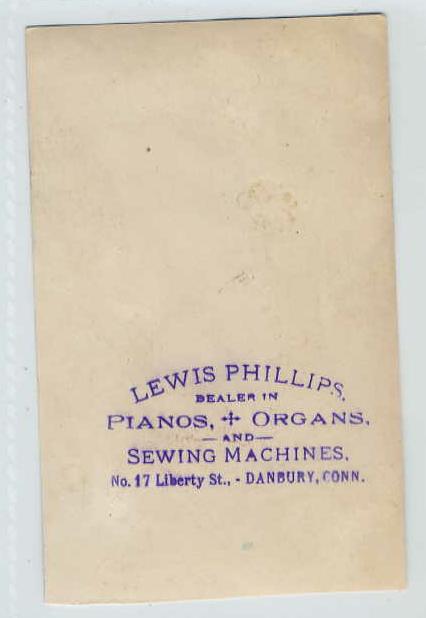 LEWIS PHILLIPS,
DEALER IN
PIANOS, ✢ ORGANS,
— AND —
SEWING MACHINES.
No. 17 Liberty St., - DANBURY, CONN.